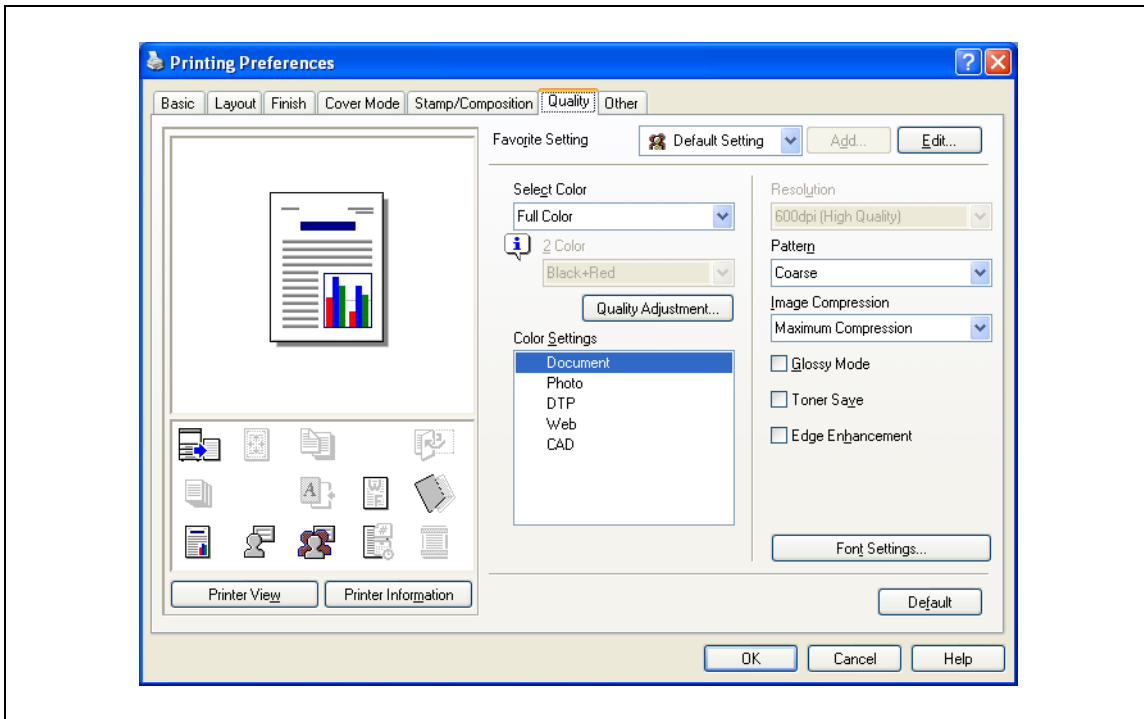 Printing Preferences
Basic Layout Finish Cover Mode Stamp/Composition Quality Other
Favorite Setting Default Setting Add... Edit...
Select Color
Full Color
2 Color
Black+Red
Quality Adjustment...
Color Settings
Document
Photo
DTP
Web
CAD
Resolution
600dpi (High Quality)
Pattern
Coarse
Image Compression
Maximum Compression
Glossy Mode
Toner Save
Edge Enhancement
Font Settings...
Printer View Printer Information
Default
OK Cancel Help